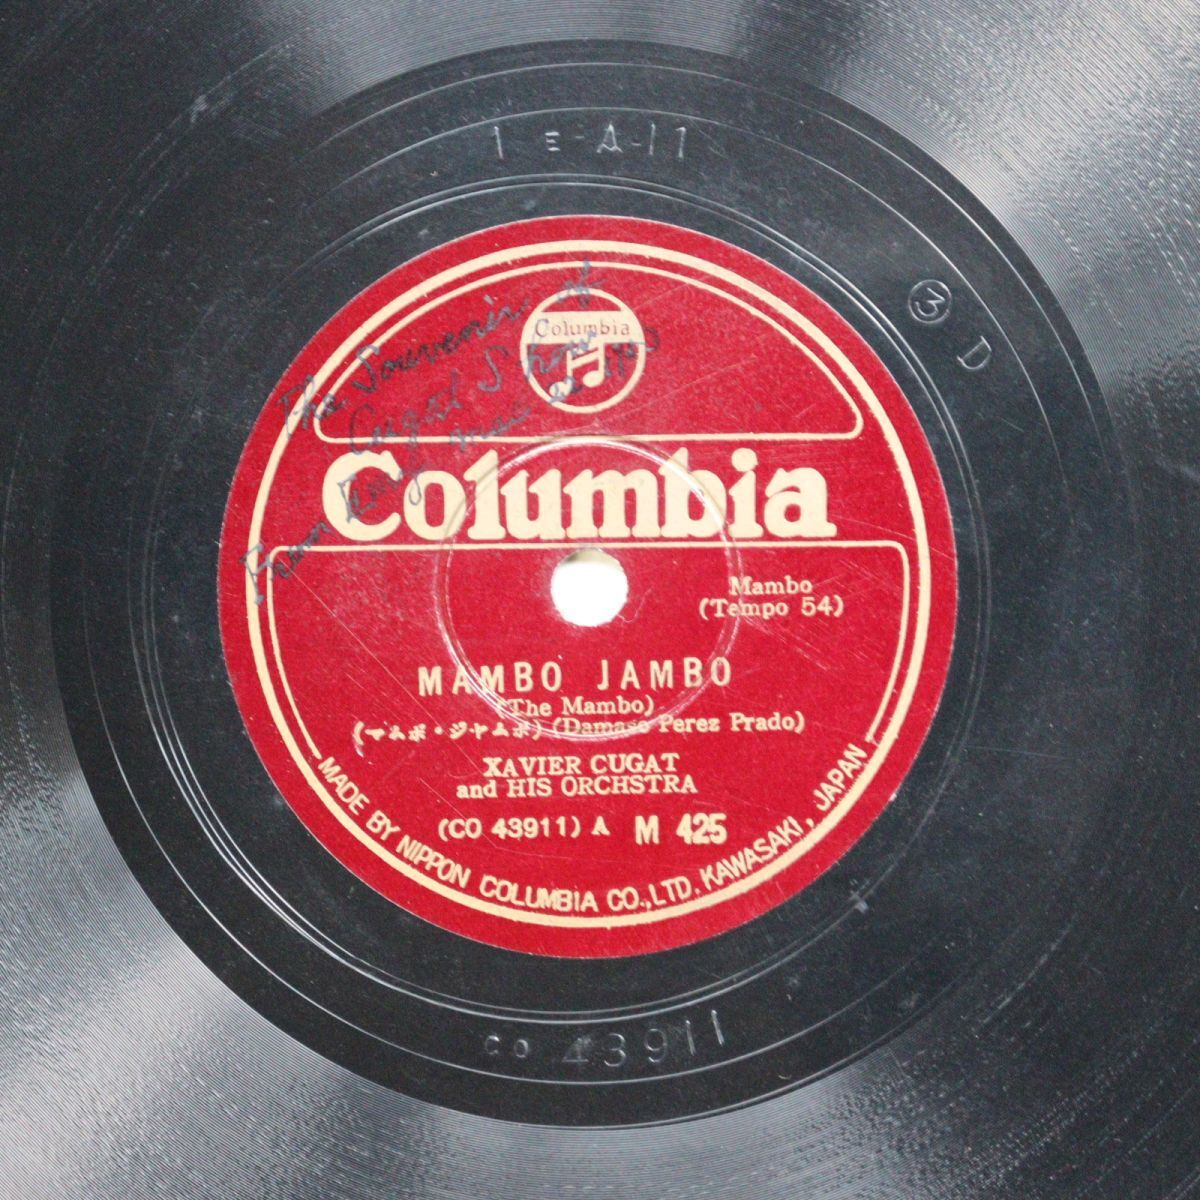 1 E-A-11
3 D
The Souvenir of
Cugat Show
From
Columbia
Columbia
Mambo
(Tempo 54)
MAMBO JAMBO
(The Mambo)
(マムボ・ジャムボ) (Damaso Perez Prado)
XAVIER CUGAT
and HIS ORCHSTRA
(CO 43911) A M 425
MADE BY NIPPON COLUMBIA CO., LTD. KAWASAKI, JAPAN
CO 43911